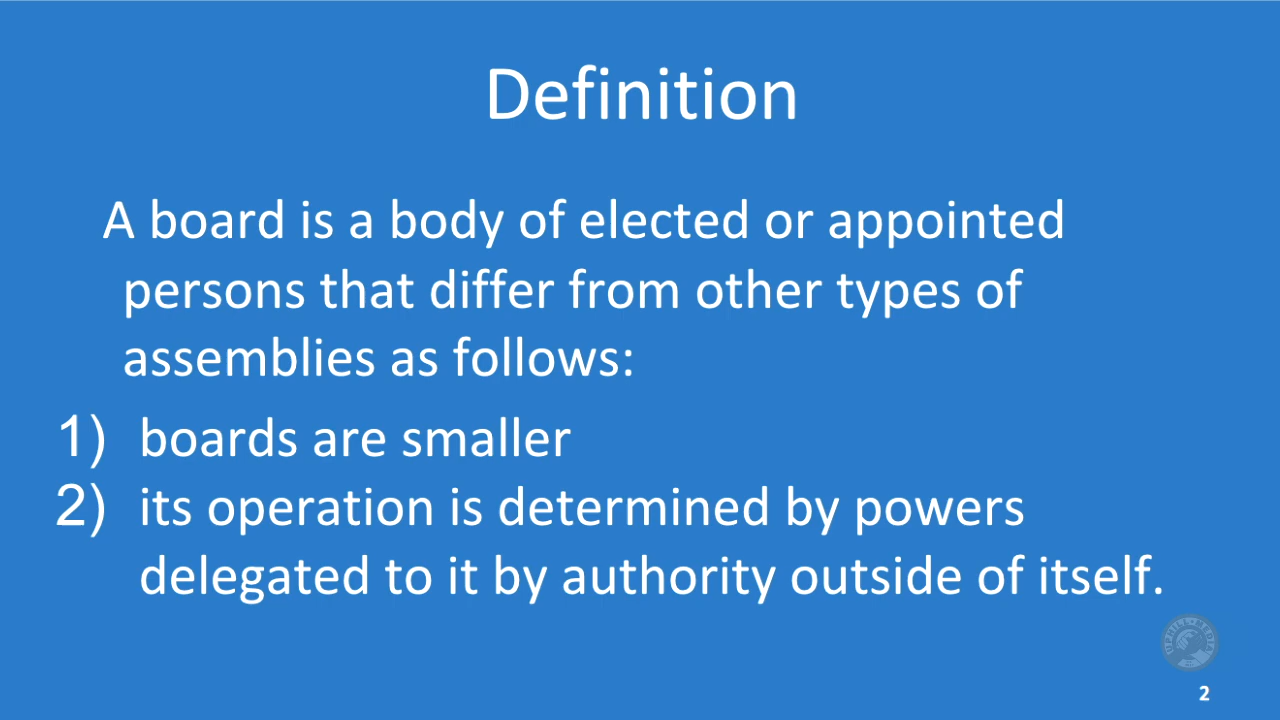 Definition
A board is a body of elected or appointed
persons that differ from other types of
assemblies as follows:
1) boards are smaller
2) its operation is determined by powers
delegated to it by authority outside of itself.
2